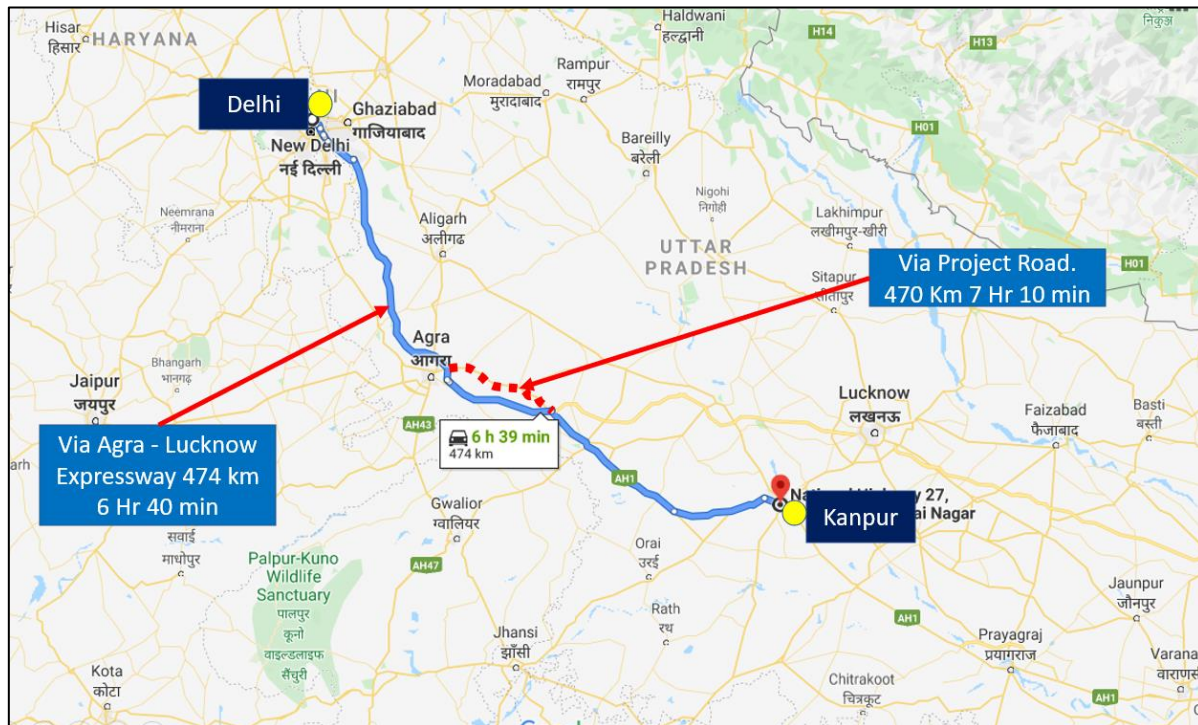 Hisar
हिसार
HARYANA
Haldwani
हल्द्वानी
निकुञ्ज
H14
H13
Rampur
रामपुर
Moradabad
मुरादाबाद
Delhi
Ghaziabad
गाजियाबाद
New Delhi
नई दिल्ली
Bareilly
बरेली
H01
Nigohi
निगोही
Neemrana
नीमराना
Aligarh
अलीगढ़
Lakhimpur
लखीमपुर-खीरी
UTTAR
PRADESH
Sitapur
सीतापुर
H01
Via Project Road.
470 Km 7 Hr 10 min
Agra
आगरा
Bhangarh
भानगढ़
Jaipur
जयपुर
Lucknow
लखनऊ
Faizabad
फैजाबाद
Basti
बस्ती
AH43
6 h 39 min
474 km
Via Agra - Lucknow
Expressway 474 km
6 Hr 40 min
AH1
Gwalior
ग्वालियर
Kanpur
सवाई
माधोपुर
Orai
उरई
AH47
Palpur-Kuno
Wildlife
Sanctuary
पालपुर
कूनो
वाइल्डलाइफ
सैंचुरी
Rath
राथ
Jaunpur
जौनपुर
AH1
Jhansi
झाँसी
Prayagraj
प्रयागराज
Kota
कोटा
Chitrakoot
चित्रकूट
AH1